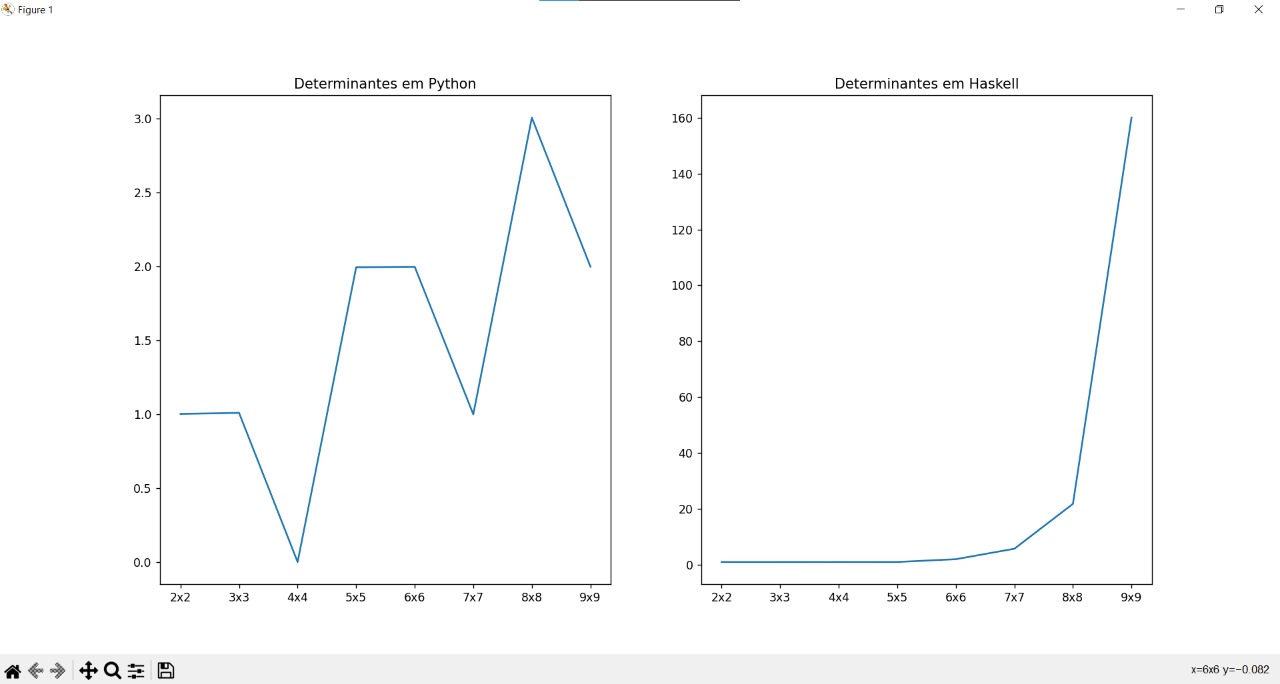 Figure 1
Determinantes em Python
3.0
2.5
2.0
1.5
1.0
0.5
0.0
2x2 3x3 4x4 5x5 6x6 7x7 8x8 9x9
Determinantes em Haskell
160
140
120
100
80
60
40
20
0
2x2 3x3 4x4 5x5 6x6 7x7 8x8 9x9
x=6x6 y=−0.082